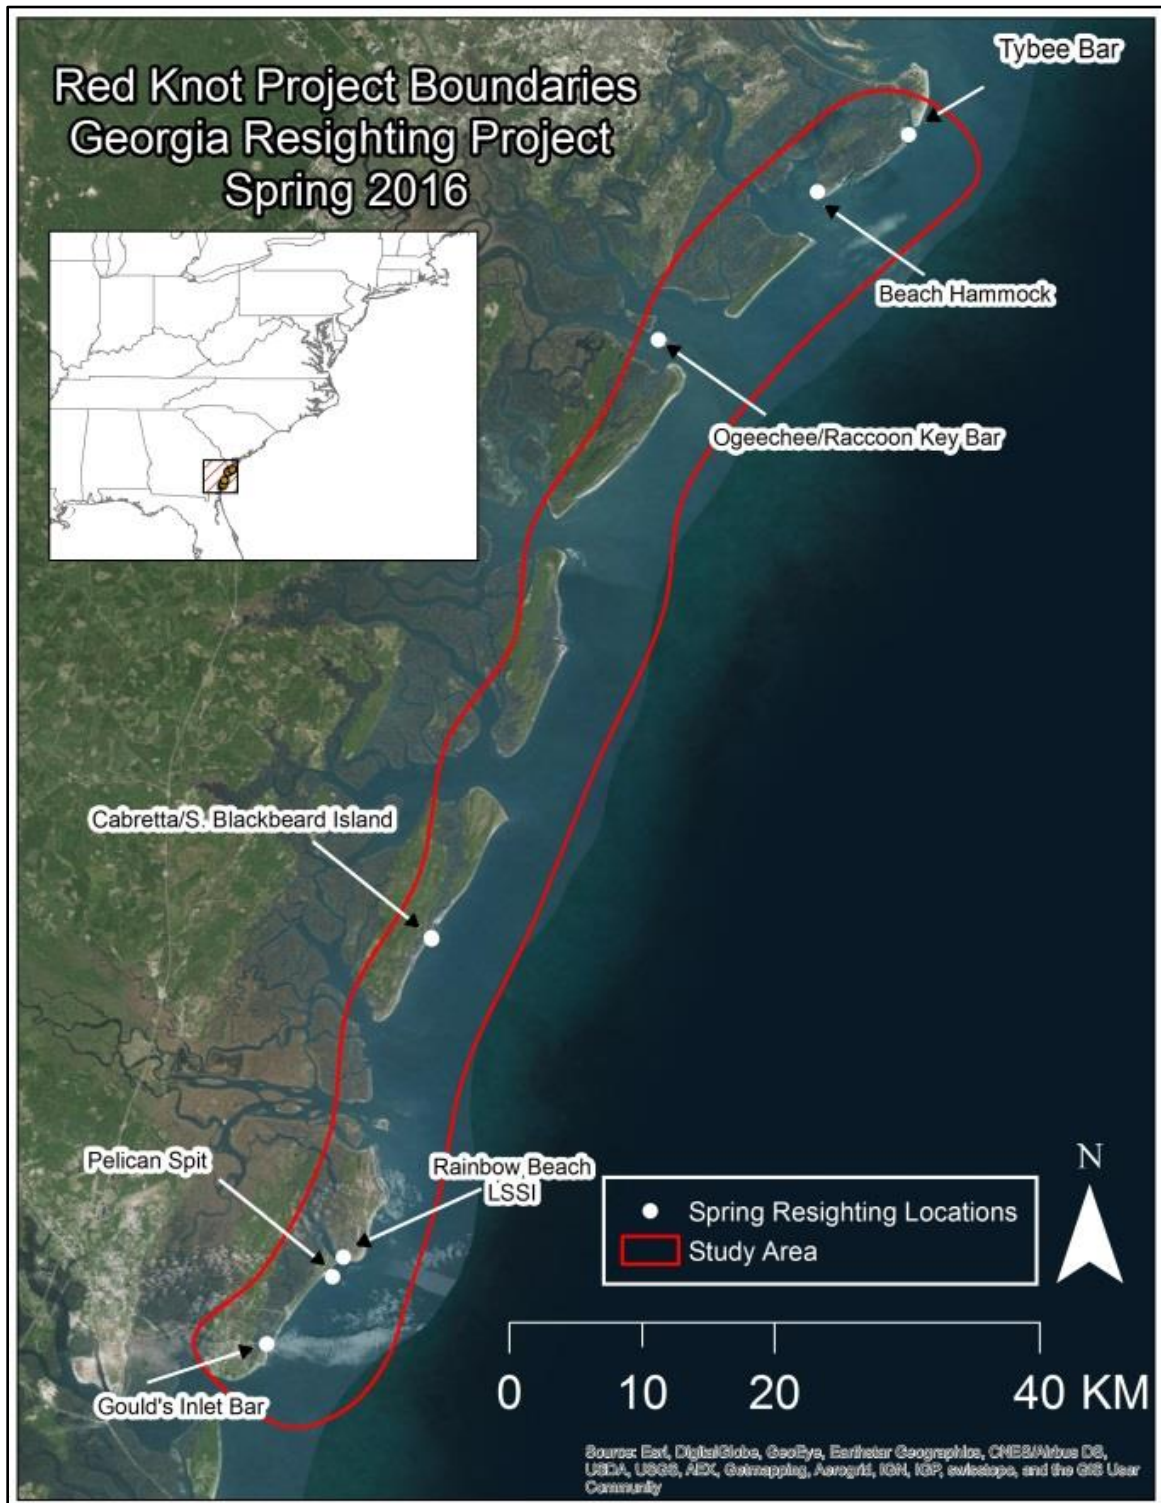 Tybee Bar
Red Knot Project Boundaries
Georgia Resighting Project
Spring 2016
Beach Hammock
Ogeechee/Raccoon Key Bar
Cabretta/S. Blackbeard Island
Pelican Spit
Rainbow Beach
LSSI
N
Spring Resighting Locations
Study Area
Gould's Inlet Bar
0 10 20 40 KM
Source: Esri, DigitalGlobe, GeoEye, Earthstar Geographics, CNES/Airbus DS,
USDA, USGS, AEX, Getmapping, Aerogrid, IGN, IGP, swisstopo, and the GIS User
Community